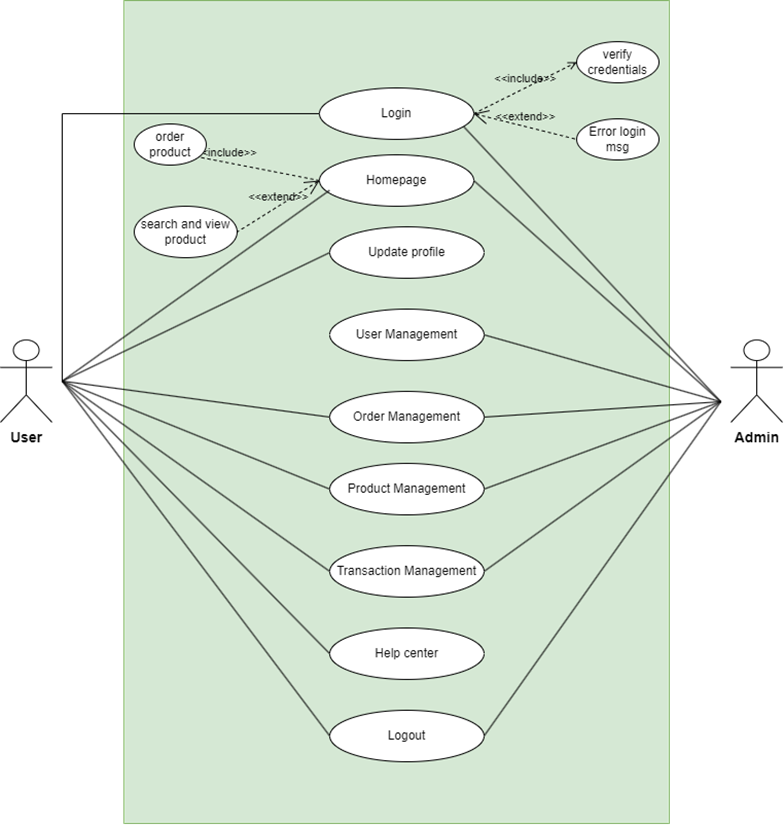 verify
credentials
<<include>>
Login
<<extend>>
Error login
msg
order
product
<include>>
Homepage
<<extend>>
search and view
product
Update profile
User Management
Order Management
User
Admin
Product Management
Transaction Management
Help center
Logout